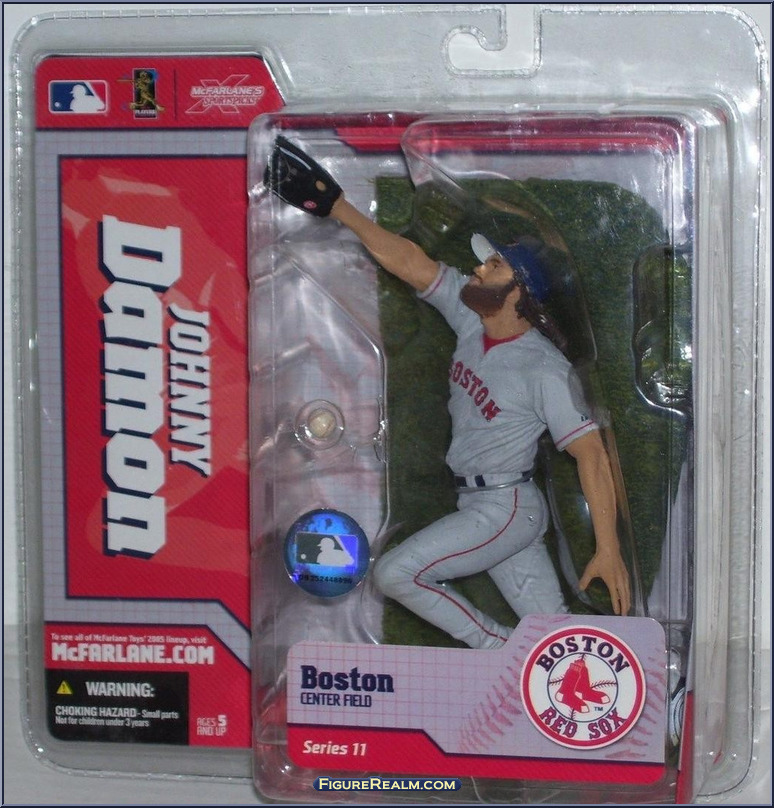 McFARLANE'S
SPORTSPICKS
JOHNNY
Damon
BOSTON
To see all of McFarlane Toys' 2005 lineup, visit
McFARLANE.COM
WARNING:
CHOKING HAZARD - Small parts
Not for children under 3 years
AGES 5
AND UP
Boston
CENTER FIELD
Series 11
BOSTON
RED SOX
TM
FIGUREREALM.COM